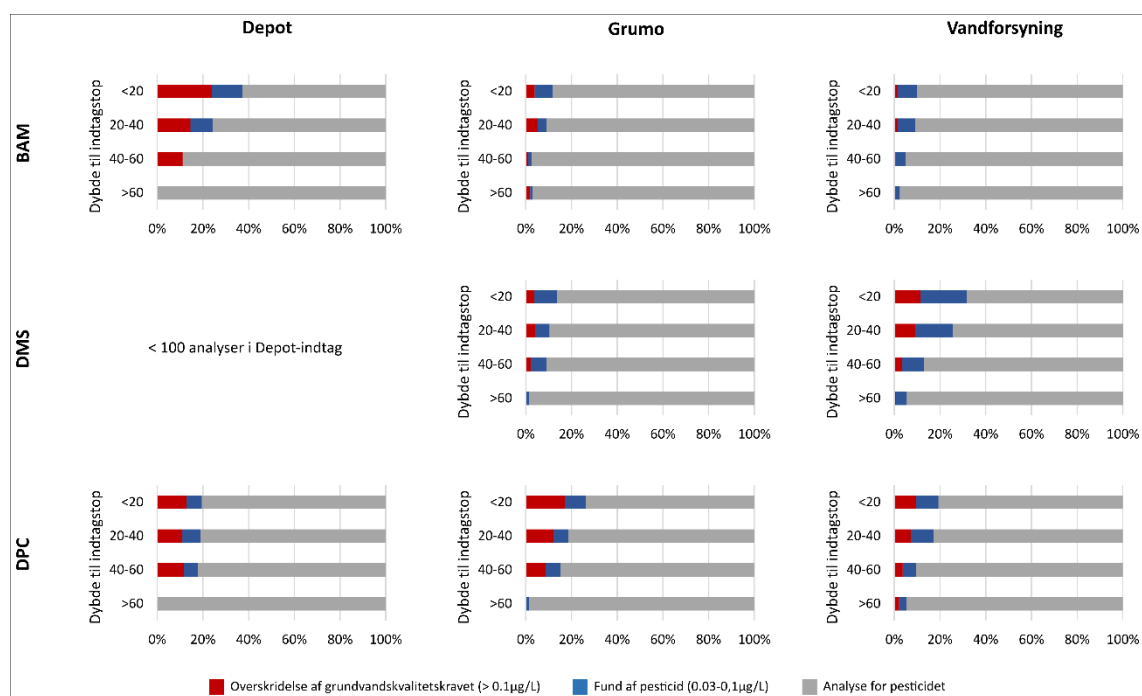 Depot Grumo Vandforsyning
BAM
Dybde til indtagstop
<20
20-40
40-60
>60
0% 20% 40% 60% 80% 100%
Dybde til indtagstop
<20
20-40
40-60
>60
0% 20% 40% 60% 80% 100%
Dybde til indtagstop
<20
20-40
40-60
>60
0% 20% 40% 60% 80% 100%
DMS
< 100 analyser i Depot-indtag
Dybde til indtagstop
<20
20-40
40-60
>60
0% 20% 40% 60% 80% 100%
Dybde til indtagstop
<20
20-40
40-60
>60
0% 20% 40% 60% 80% 100%
DPC
Dybde til indtagstop
<20
20-40
40-60
>60
0% 20% 40% 60% 80% 100%
Dybde til indtagstop
<20
20-40
40-60
>60
0% 20% 40% 60% 80% 100%
Dybde til indtagstop
<20
20-40
40-60
>60
0% 20% 40% 60% 80% 100%
Overskridelse af grundvandskvalitetskravet (> 0.1µg/L) Fund af pesticid (0.03-0,1µg/L) Analyse for pesticidet